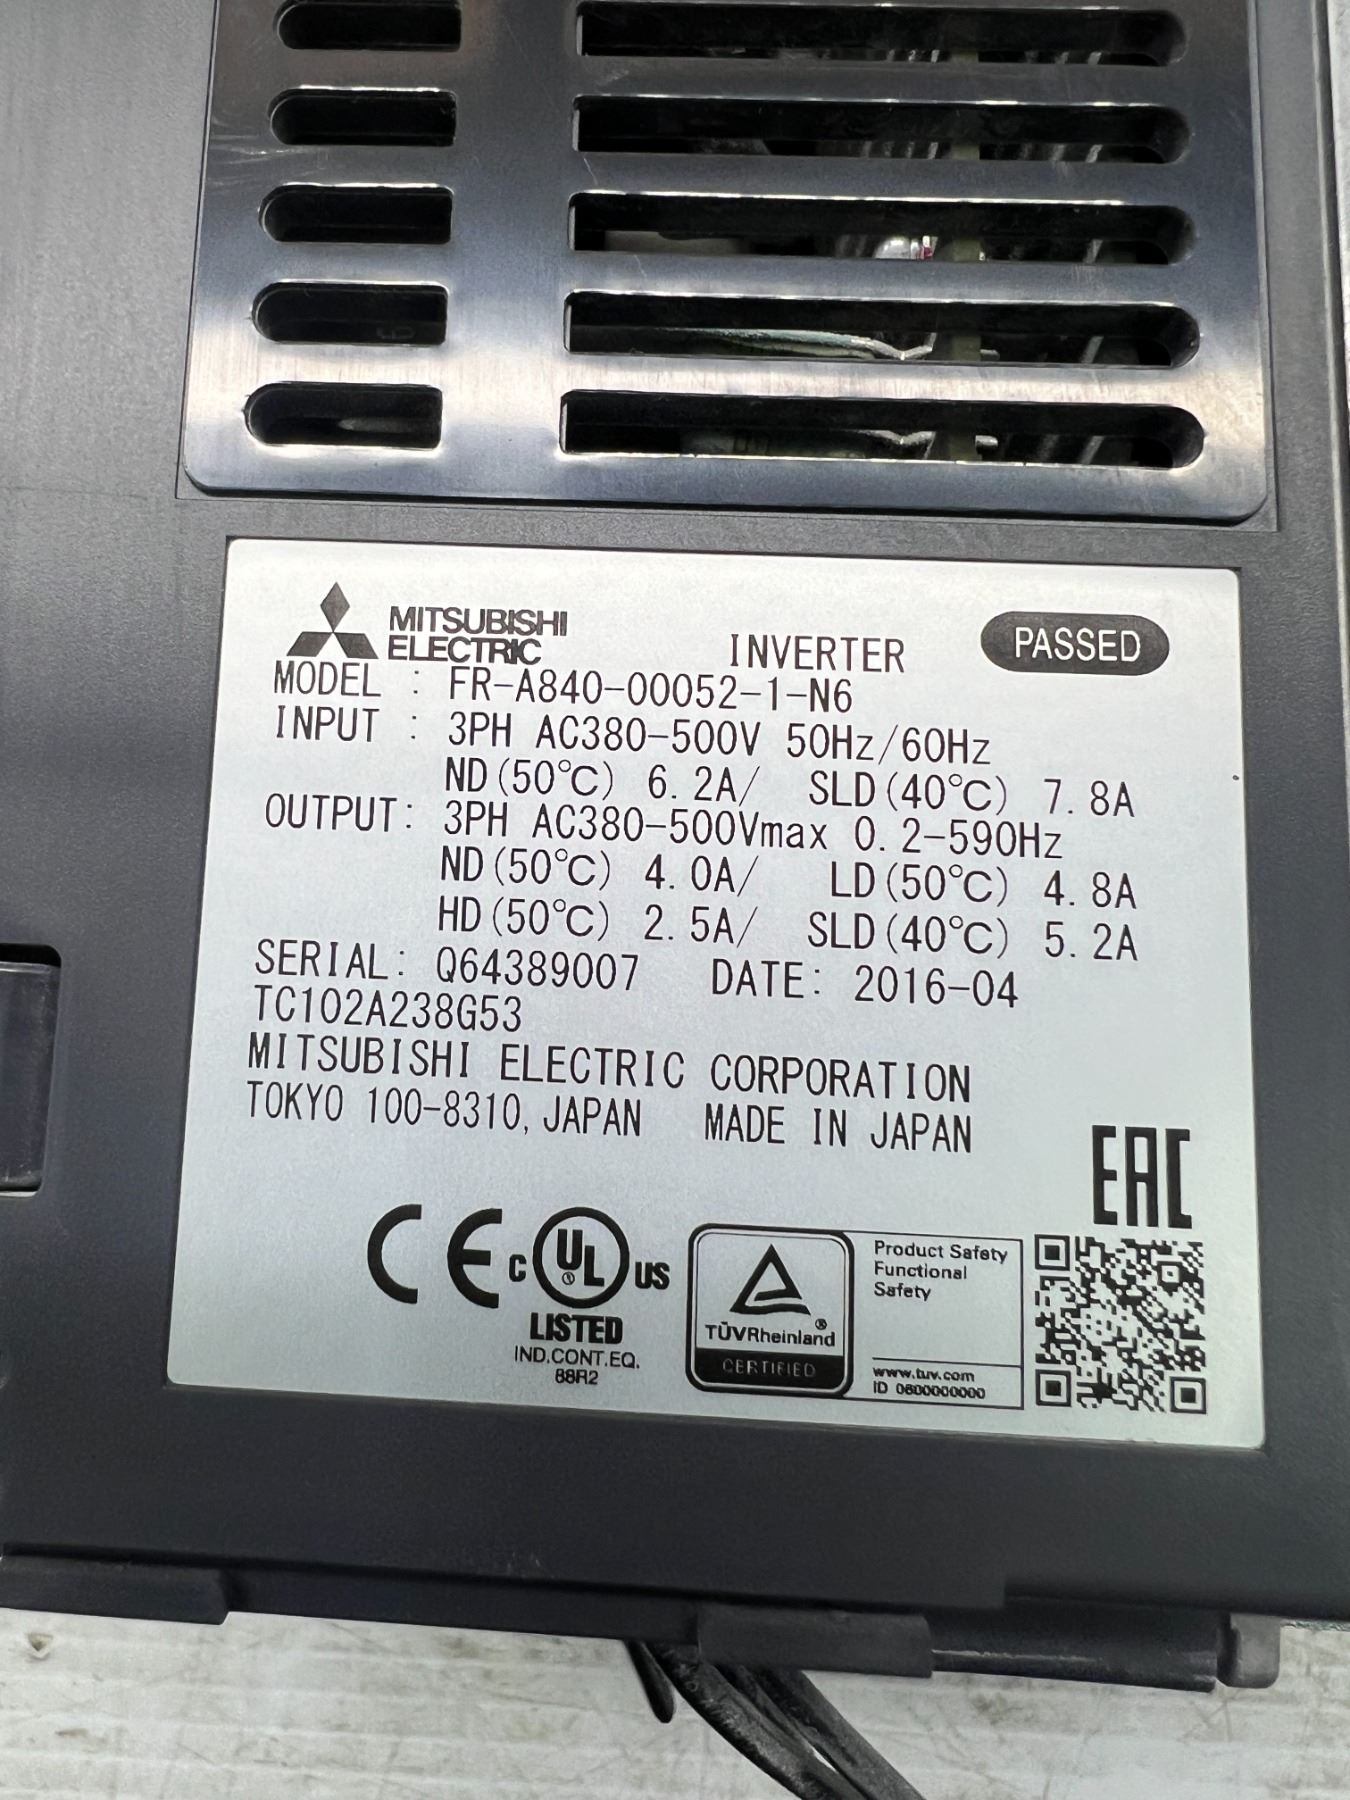 MITSUBISHI
ELECTRIC
INVERTER
PASSED
MODEL : FR-A840-00052-1-N6
INPUT : 3PH AC380-500V 50Hz/60Hz
ND(50℃) 6.2A/ SLD(40℃) 7.8A
OUTPUT: 3PH AC380-500Vmax 0.2-590Hz
ND(50℃) 4.0A/ LD(50℃) 4.8A
HD(50℃) 2.5A/ SLD(40℃) 5.2A
SERIAL: Q64389007 DATE: 2016-04
TC102A238G53
MITSUBISHI ELECTRIC CORPORATION
TOKYO 100-8310, JAPAN MADE IN JAPAN
EAC
CE
C UL ® US
LISTED
IND.CONT.EQ.
88R2
TÜVRheinland ®
CERTIFIED
Product Safety
Functional
Safety
www.tuv.com
ID 0600000000